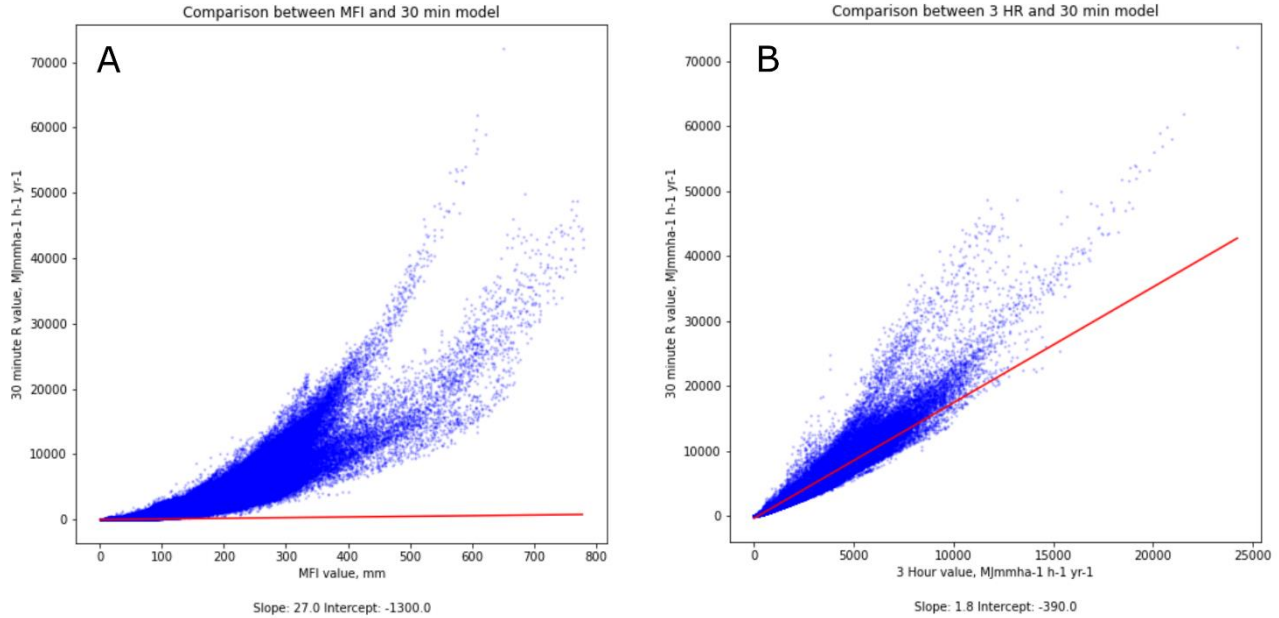 Comparison between MFI and 30 min model
A
70000
60000
50000
40000
30000
20000
10000
0
30 minute R value, MJmmha-1 h-1 yr-1
0 100 200 300 400 500 600 700 800
MFI value, mm
Slope: 27.0 Intercept: -1300.0
Comparison between 3 HR and 30 min model
B
70000
60000
50000
40000
30000
20000
10000
0
30 minute R value, MJmmha-1 h-1 yr-1
0 5000 10000 15000 20000 25000
3 Hour value, MJmmha-1 h-1 yr-1
Slope: 1.8 Intercept: -390.0